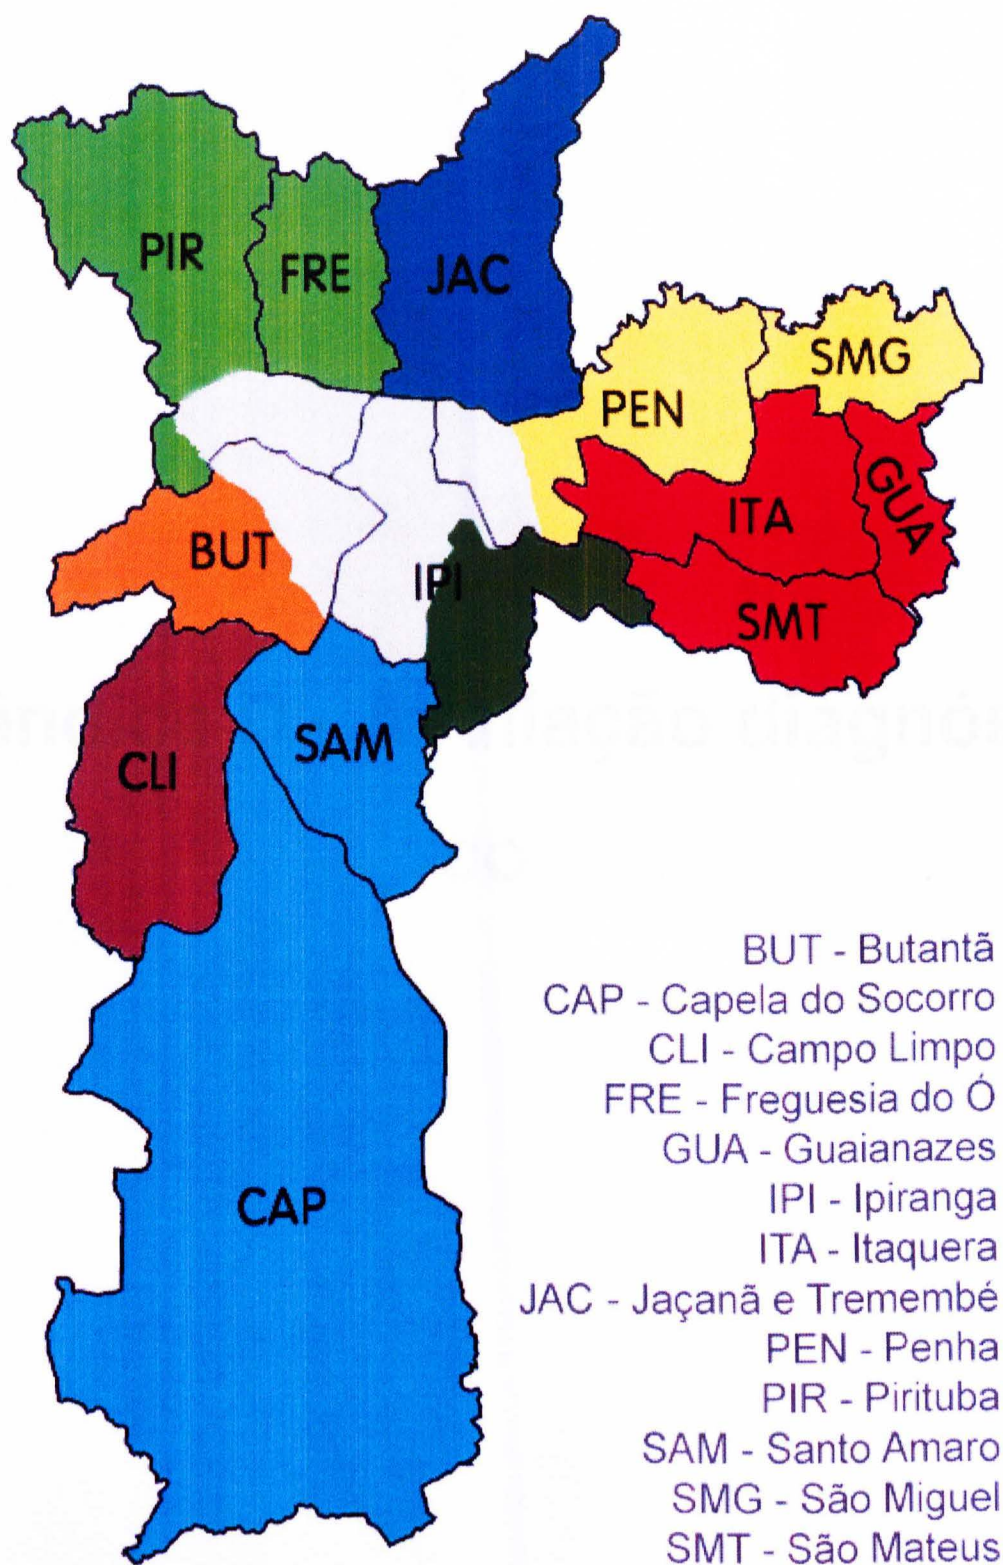 PIR
FRE
JAC
SMG
PEN
GUA
ITA
BUT
IPI
SMT
SAM
CLI
CAP
BUT - Butantã
CAP - Capela do Socorro
CLI - Campo Limpo
FRE - Freguesia do Ó
GUA - Guaianazes
IPI - Ipiranga
ITA - Itaquera
JAC - Jaçanã e Tremembé
PEN - Penha
PIR - Pirituba
SAM - Santo Amaro
SMG - São Miguel
SMT - São Mateus